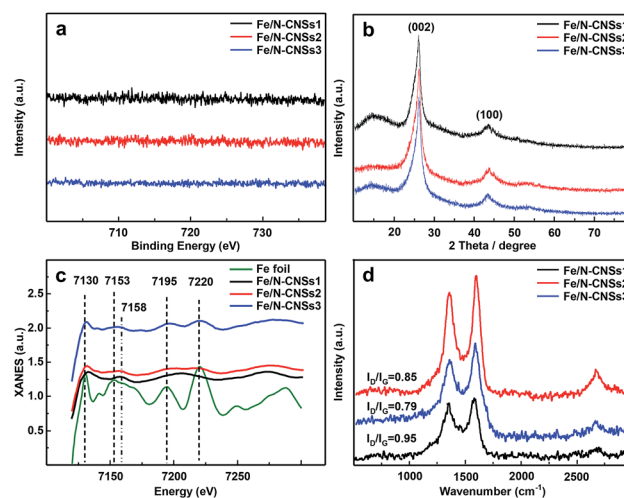 a
Fe/N-CNSs1
Fe/N-CNSs2
Fe/N-CNSs3
Intensity (a.u.)
710 720 730
Binding Energy (eV)
b
(002)
(100)
Fe/N-CNSs1
Fe/N-CNSs2
Fe/N-CNSs3
Intensity (a.u.)
20 30 40 50 60 70
2 Theta / degree
c
7130 7153 7195 7220
7158
Fe foil
Fe/N-CNSs1
Fe/N-CNSs2
Fe/N-CNSs3
XANES (a.u.)
2.5
2.0
1.5
1.0
0.5
7150 7200 7250
Energy (eV)
d
Fe/N-CNSs1
Fe/N-CNSs3
Fe/N-CNSs2
Intensity (a.u.)
ID/IG=0.85
ID/IG=0.79
ID/IG=0.95
500 1000 1500 2000 2500
Wavenumber (cm-1)